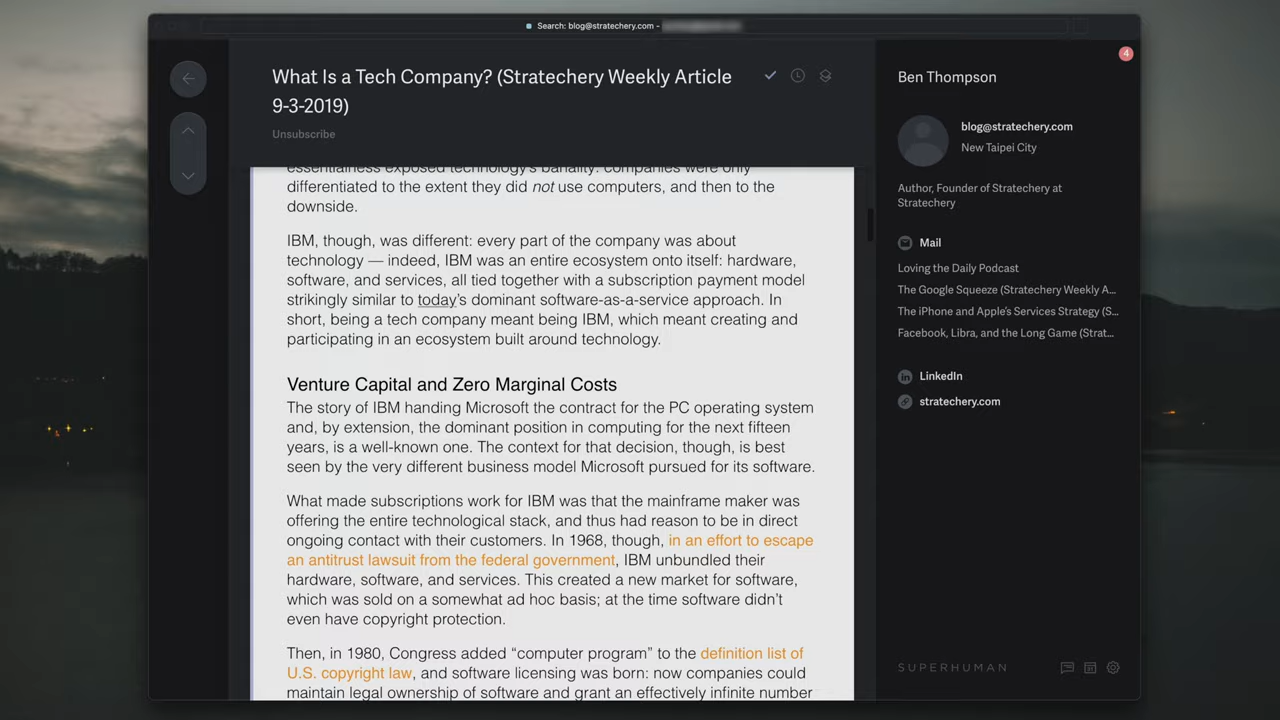 Search: blog@stratechery.com -
What Is a Tech Company? (Stratechery Weekly Article
9-3-2019)
Unsubscribe
essentialness exposed technology's banality: companies were only
differentiated to the extent they did not use computers, and then to the
downside.
IBM, though, was different: every part of the company was about
technology — indeed, IBM was an entire ecosystem onto itself: hardware,
software, and services, all tied together with a subscription payment model
strikingly similar to today's dominant software-as-a-service approach. In
short, being a tech company meant being IBM, which meant creating and
participating in an ecosystem built around technology.
Venture Capital and Zero Marginal Costs
The story of IBM handing Microsoft the contract for the PC operating system
and, by extension, the dominant position in computing for the next fifteen
years, is a well-known one. The context for that decision, though, is best
seen by the very different business model Microsoft pursued for its software.
What made subscriptions work for IBM was that the mainframe maker was
offering the entire technological stack, and thus had reason to be in direct
ongoing contact with their customers. In 1968, though, in an effort to escape
an antitrust lawsuit from the federal government, IBM unbundled their
hardware, software, and services. This created a new market for software,
which was sold on a somewhat ad hoc basis; at the time software didn't
even have copyright protection.
Then, in 1980, Congress added “computer program” to the definition list of
U.S. copyright law, and software licensing was born: now companies could
maintain legal ownership of software and grant an effectively infinite number
4
Ben Thompson
blog@stratechery.com
New Taipei City
Author, Founder of Stratechery at
Stratechery
Mail
Loving the Daily Podcast
The Google Squeeze (Stratechery Weekly A...
The iPhone and Apple's Services Strategy (S...
Facebook, Libra, and the Long Game (Strat...
in LinkedIn
stratechery.com
SUPERHUMAN